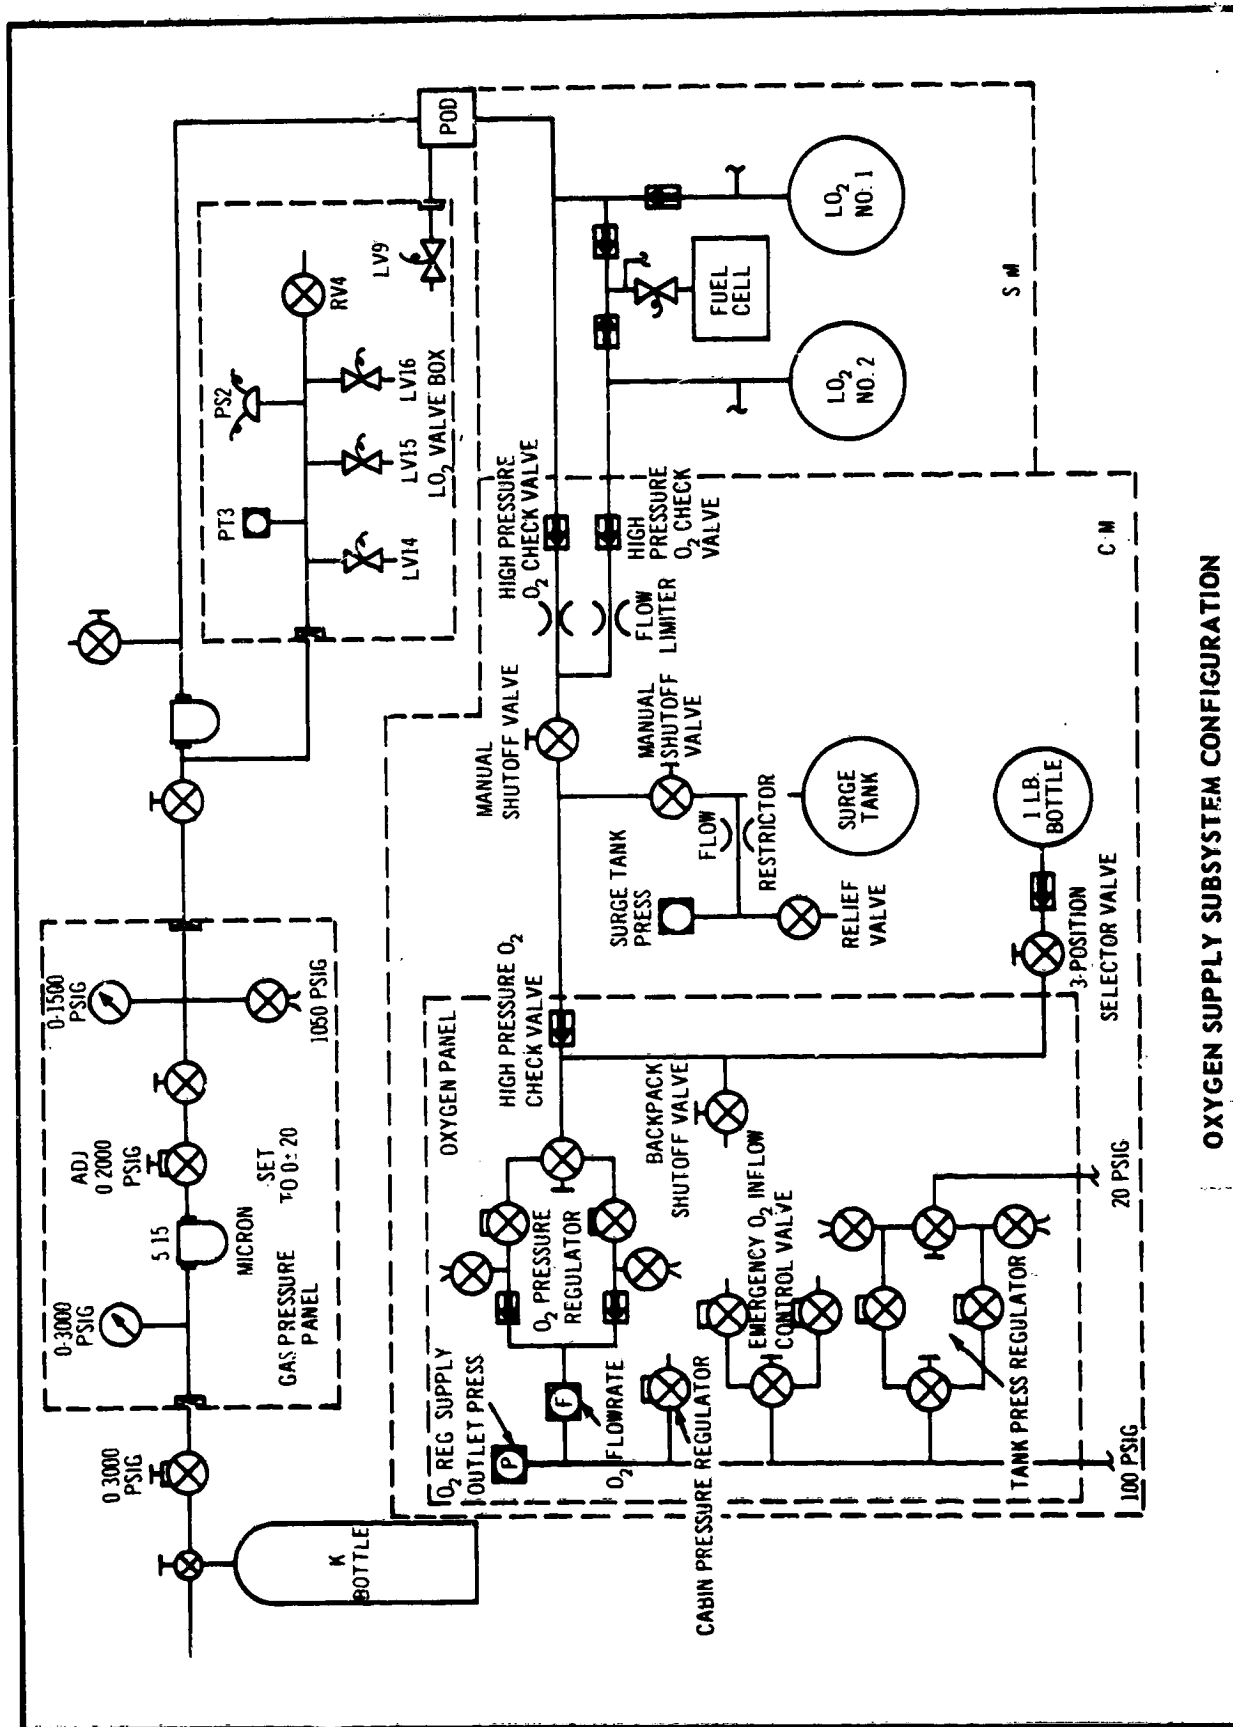 0-3000
PSIG
K
BOTTLE
0-3000
PSIG
5 15
MICRON
ADJ
0 2000
PSIG
SET
TO 0±20
GAS PRESSURE
PANEL
0-1500
PSIG
1050 PSIG
PT3
PS2
LV14
LV15
LV16
RV4
LO2 VALVE BOX
LV9
POD
O2 REG SUPPLY
OUTLET PRESS
OXYGEN PANEL
O2 PRESSURE
REGULATOR
F
P
O2 FLOWRATE
CABIN PRESSURE REGULATOR
EMERGENCY O2 INFLOW
CONTROL VALVE
BACKPACK
SHUTOFF VALVE
TANK PRESS REGULATOR
100 PSIG
20 PSIG
HIGH PRESSURE O2
CHECK VALVE
MANUAL
SHUTOFF VALVE
SURGE TANK
PRESS
FLOW
RESTRICTOR
RELIEF
VALVE
MANUAL
SHUTOFF
VALVE
SURGE
TANK
1 LB.
BOTTLE
3-POSITION
SELECTOR VALVE
HIGH PRESSURE
O2 CHECK VALVE
FLOW
LIMITER
HIGH
PRESSURE
O2 CHECK
VALVE
C M
FUEL
CELL
LO2
NO. 2
LO2
NO. 1
S M
OXYGEN SUPPLY SUBSYSTEM CONFIGURATION